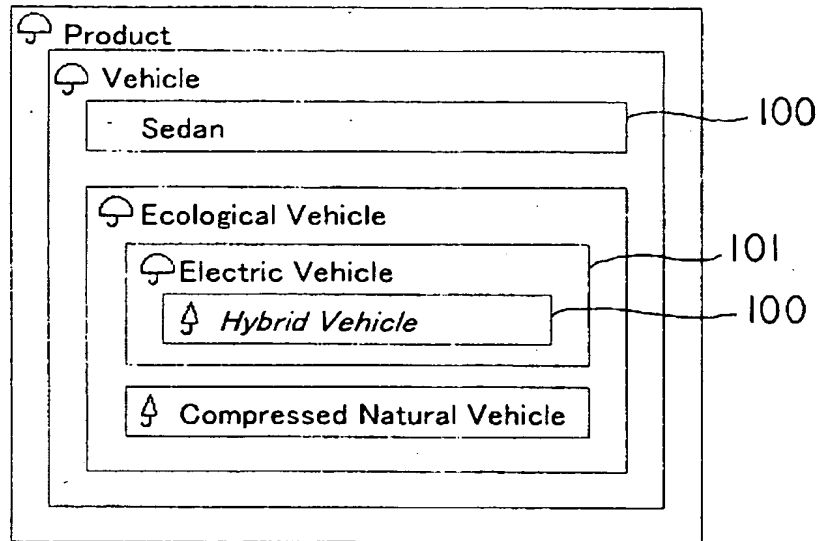 Product
Vehicle
Sedan
100
Ecological Vehicle
Electric Vehicle
101
Hybrid Vehicle
100
Compressed Natural Vehicle